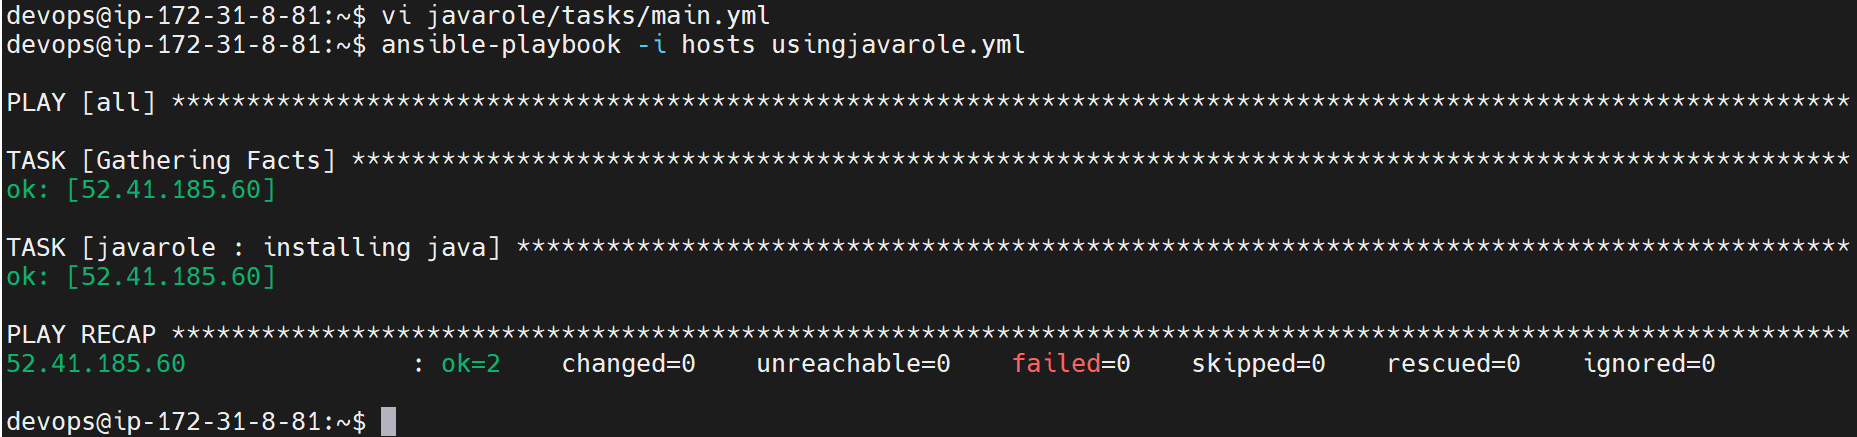 devops@ip-172-31-8-81:~$ vi javarole/tasks/main.yml
devops@ip-172-31-8-81:~$ ansible-playbook -i hosts usingjavarole.yml
PLAY [all] ****************************************************************************************************************
TASK [Gathering Facts] ****************************************************************************************************
ok: [52.41.185.60]
TASK [javarole : installing java] *****************************************************************************************
ok: [52.41.185.60]
PLAY RECAP ****************************************************************************************************************
52.41.185.60               : ok=2    changed=0    unreachable=0    failed=0    skipped=0    rescued=0    ignored=0
devops@ip-172-31-8-81:~$